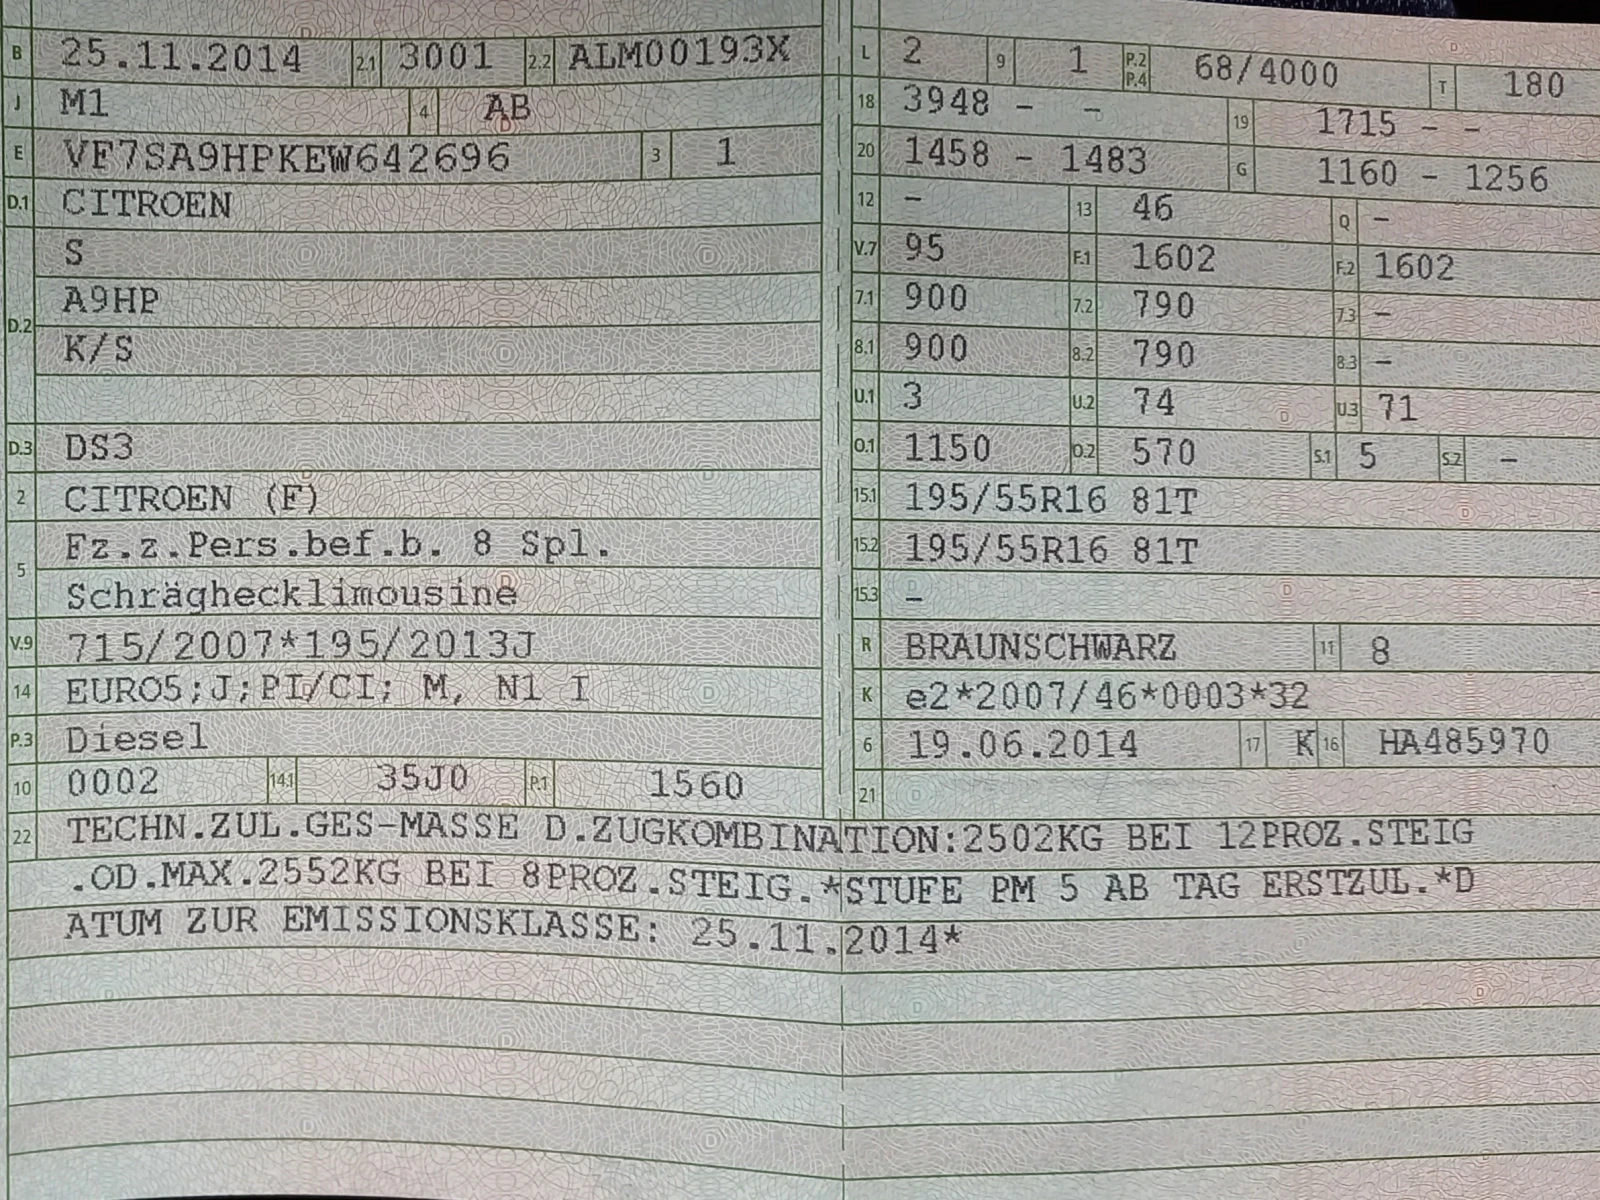 B 25.11.2014 2.1 3001 2.2 ALM00193X
J M1 4 AB
E VF7SA9HPKEW642696 3 1
D.1 CITROEN
D.2 S
A9HP
K/S
D.3 DS3
2 CITROEN (F)
5 Fz.z.Pers.bef.b. 8 Spl.
Schräghecklimousine
V.9 715/2007*195/2013J
14 EURO5;J;PI/CI; M, N1 I
P.3 Diesel
10 0002 14.1 35J0 P.1 1560
L 2 9 1 P.2 P.4 68/4000 T 180
18 3948 - - 19 1715 - -
20 1458 - 1483 G 1160 - 1256
12 - 13 46 Q -
V.7 95 F.1 1602 F.2 1602
7.1 900 7.2 790 7.3 -
8.1 900 8.2 790 8.3 -
U.1 3 U.2 74 U.3 71
O.1 1150 O.2 570 S.1 5 S.2 -
15.1 195/55R16 81T
15.2 195/55R16 81T
15.3 -
R BRAUNSCHWARZ 11 8
K e2*2007/46*0003*32
6 19.06.2014 17 K 16 HA485970
21
22 TECHN.ZUL.GES-MASSE D.ZUGKOMBINATION:2502KG BEI 12PROZ.STEIG
.OD.MAX.2552KG BEI 8PROZ.STEIG.*STUFE PM 5 AB TAG ERSTZUL.*D
ATUM ZUR EMISSIONSKLASSE: 25.11.2014*